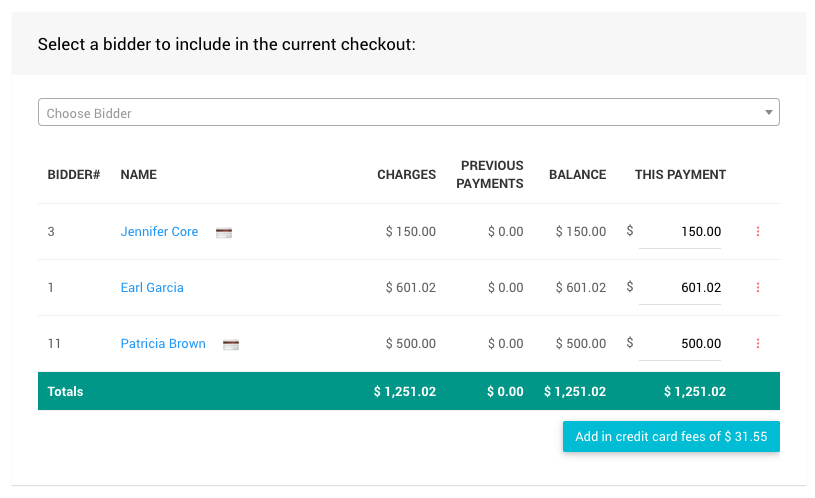 Select a bidder to include in the current checkout:
Choose Bidder
BIDDER# NAME CHARGES PREVIOUS PAYMENTS BALANCE THIS PAYMENT
3 Jennifer Core $ 150.00 $ 0.00 $ 150.00 $ 150.00
1 Earl Garcia $ 601.02 $ 0.00 $ 601.02 $ 601.02
11 Patricia Brown $ 500.00 $ 0.00 $ 500.00 $ 500.00
Totals $ 1,251.02 $ 0.00 $ 1,251.02 $ 1,251.02
Add in credit card fees of $ 31.55